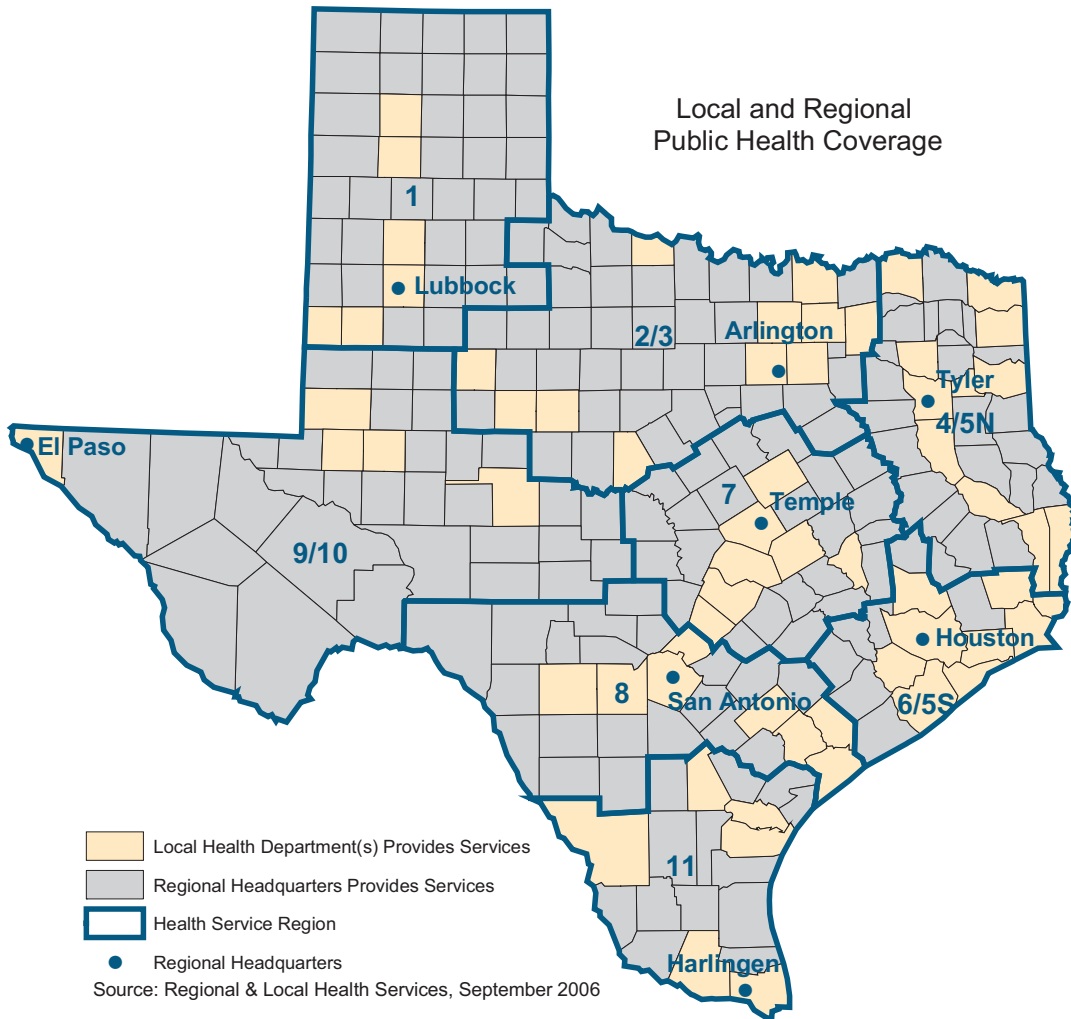 Local and Regional
Public Health Coverage
1
Lubbock
2/3
Arlington
Tyler
4/5N
El Paso
7
Temple
9/10
Houston
8
San Antonio
6/5S
11
Harlingen
Local Health Department(s) Provides Services
Regional Headquarters Provides Services
Health Service Region
Regional Headquarters
Source: Regional & Local Health Services, September 2006